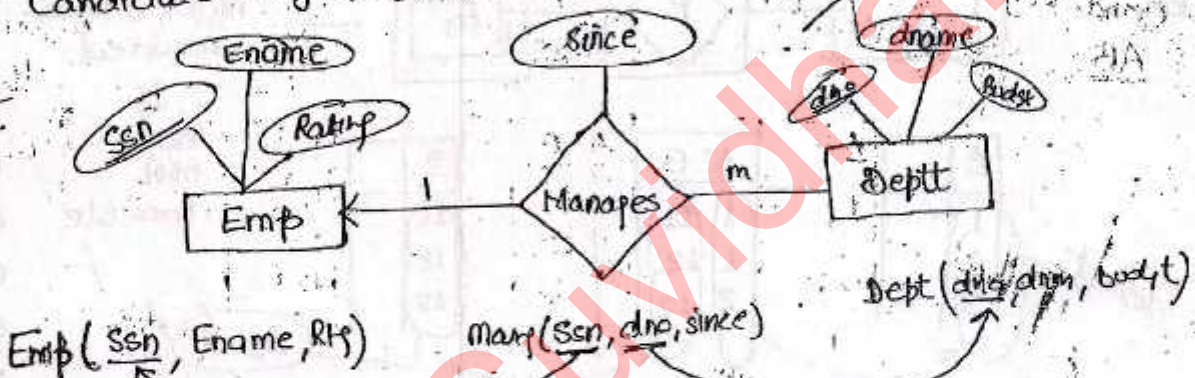 Candidate
Since
Ename
dname
Ssn
Rating
dno
Budgt
1
m
Emp
Manages
Deptt
Dept (dno, dnm, budgt)
Emp (Ssn, Ename, Rtg)
Mang (Ssn, dno, since)